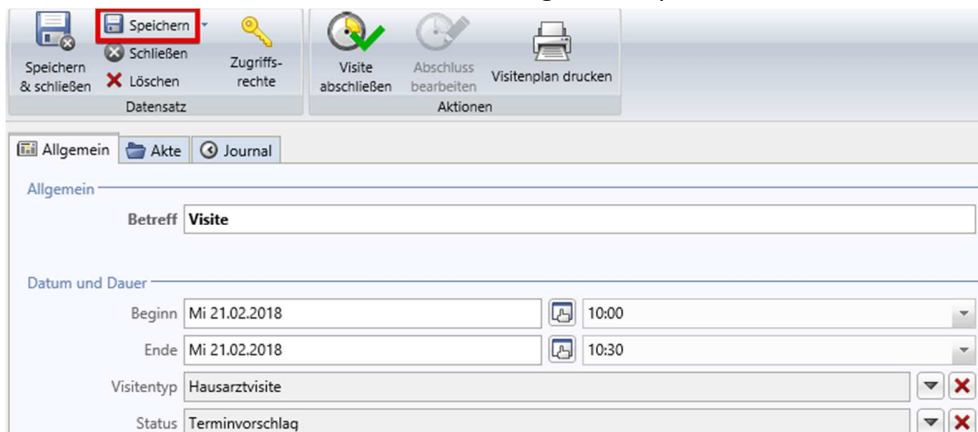 Speichern
& schließen
Speichern
Schließen
Löschen
Zugriffs-
rechte
Datensatz
Visite
abschließen
Abschluss
bearbeiten
Visitenplan drucken
Aktionen
Allgemein
Akte
Journal
Allgemein
Betreff Visite
Datum und Dauer
Beginn Mi 21.02.2018 10:00
Ende Mi 21.02.2018 10:30
Visitentyp Hausarztvisite
Status Terminvorschlag